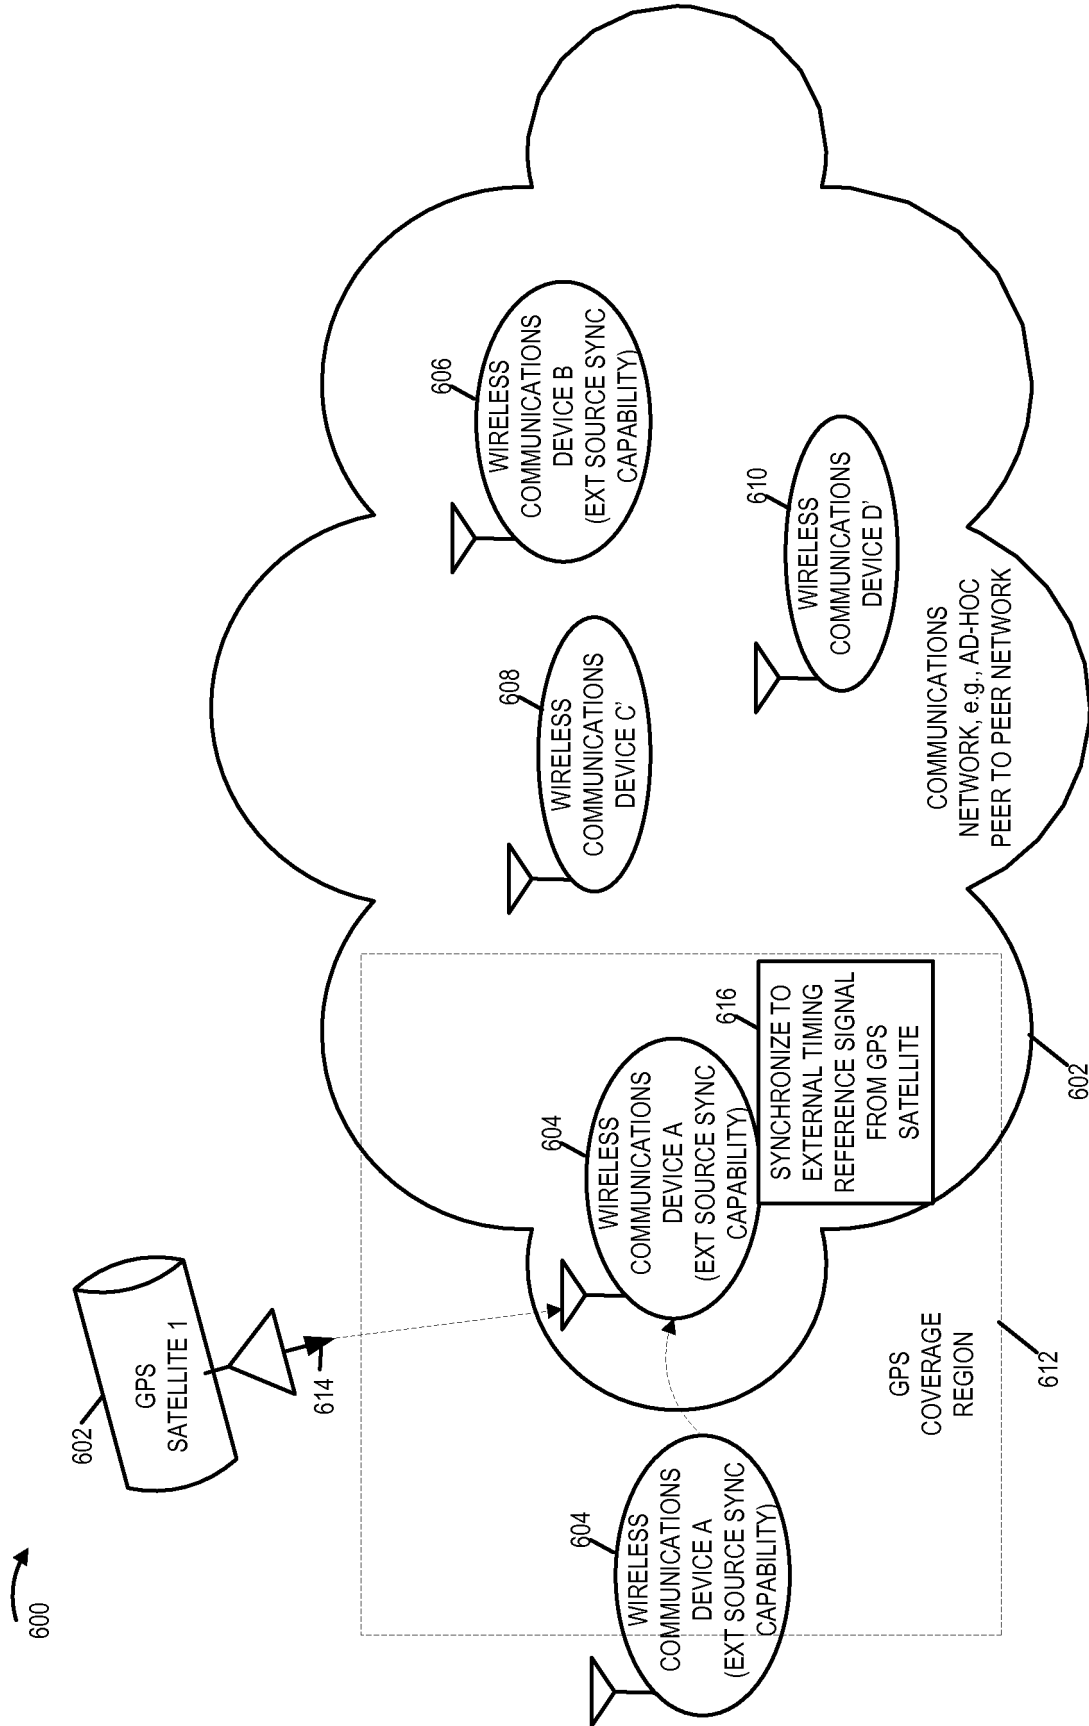 600
602
GPS
SATELLITE 1
614
604
WIRELESS
COMMUNICATIONS
DEVICE A
(EXT SOURCE SYNC
CAPABILITY)
604
WIRELESS
COMMUNICATIONS
DEVICE A
(EXT SOURCE SYNC
CAPABILITY)
616
SYNCHRONIZE TO
EXTERNAL TIMING
REFERENCE SIGNAL
FROM GPS
SATELLITE
GPS
COVERAGE
REGION
612
602
608
WIRELESS
COMMUNICATIONS
DEVICE C'
606
WIRELESS
COMMUNICATIONS
DEVICE B
(EXT SOURCE SYNC
CAPABILITY)
610
WIRELESS
COMMUNICATIONS
DEVICE D'
COMMUNICATIONS
NETWORK, e.g., AD-HOC
PEER TO PEER NETWORK